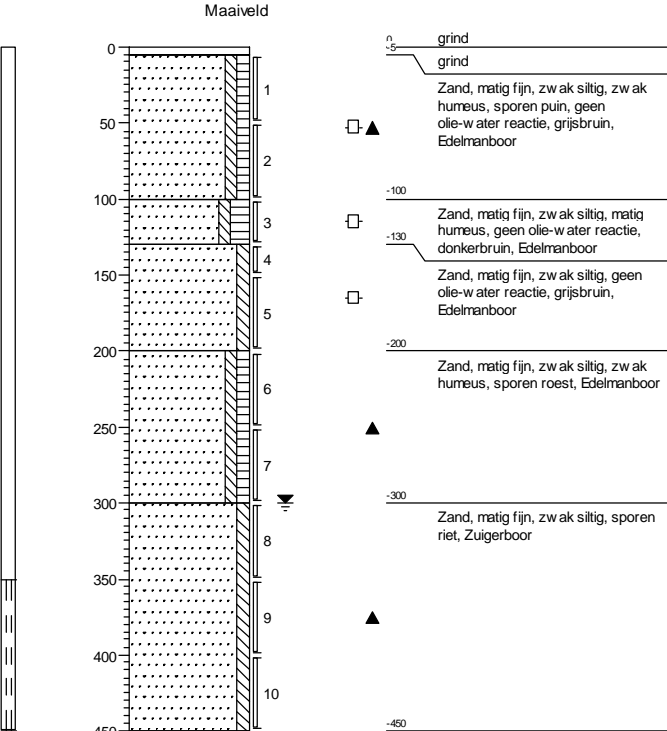 Maaiveld
0
50
100
150
200
250
300
350
400
450
1
2
3
4
5
6
7
8
9
10
0
grind
-5
grind
Zand, matig fijn, zwak siltig, zwak
humeus, sporen puin, geen
olie-water reactie, grijsbruin,
Edelmanboor
-100
Zand, matig fijn, zwak siltig, matig
humeus, geen olie-water reactie,
donkerbruin, Edelmanboor
-130
Zand, matig fijn, zwak siltig, geen
olie-water reactie, grijsbruin,
Edelmanboor
-200
Zand, matig fijn, zwak siltig, zwak
humeus, sporen roest, Edelmanboor
-300
Zand, matig fijn, zwak siltig, sporen
riet, Zuigerboor
-450